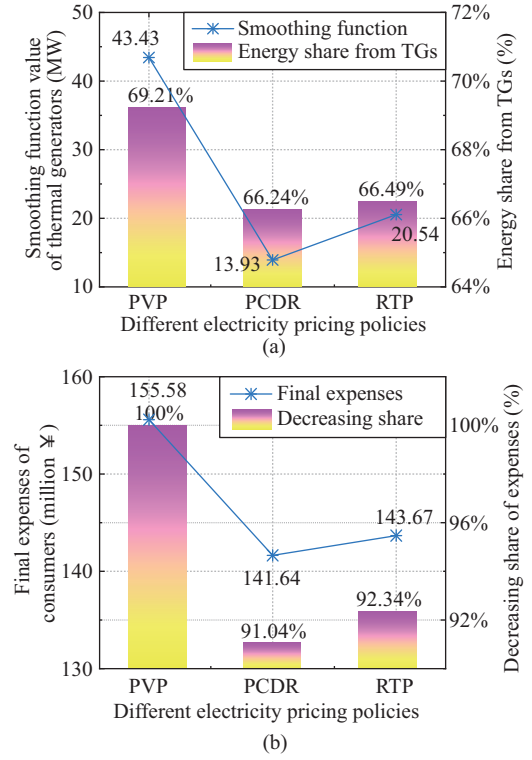 50
40
30
20
10
Smoothing function value
of thermal generators (MW)
72%
70%
68%
66%
64%
Energy share from TGs (%)
Smoothing function
Energy share from TGs
43.43
69.21%
66.24%
13.93
66.49%
20.54
PVP
PCDR
RTP
Different electricity pricing policies
(a)
160
150
140
130
Final expenses of
consumers (million ¥)
100%
96%
92%
Decreasing share of expenses (%)
Final expenses
Decreasing share
155.58
100%
141.64
91.04%
143.67
92.34%
PVP
PCDR
RTP
Different electricity pricing policies
(b)